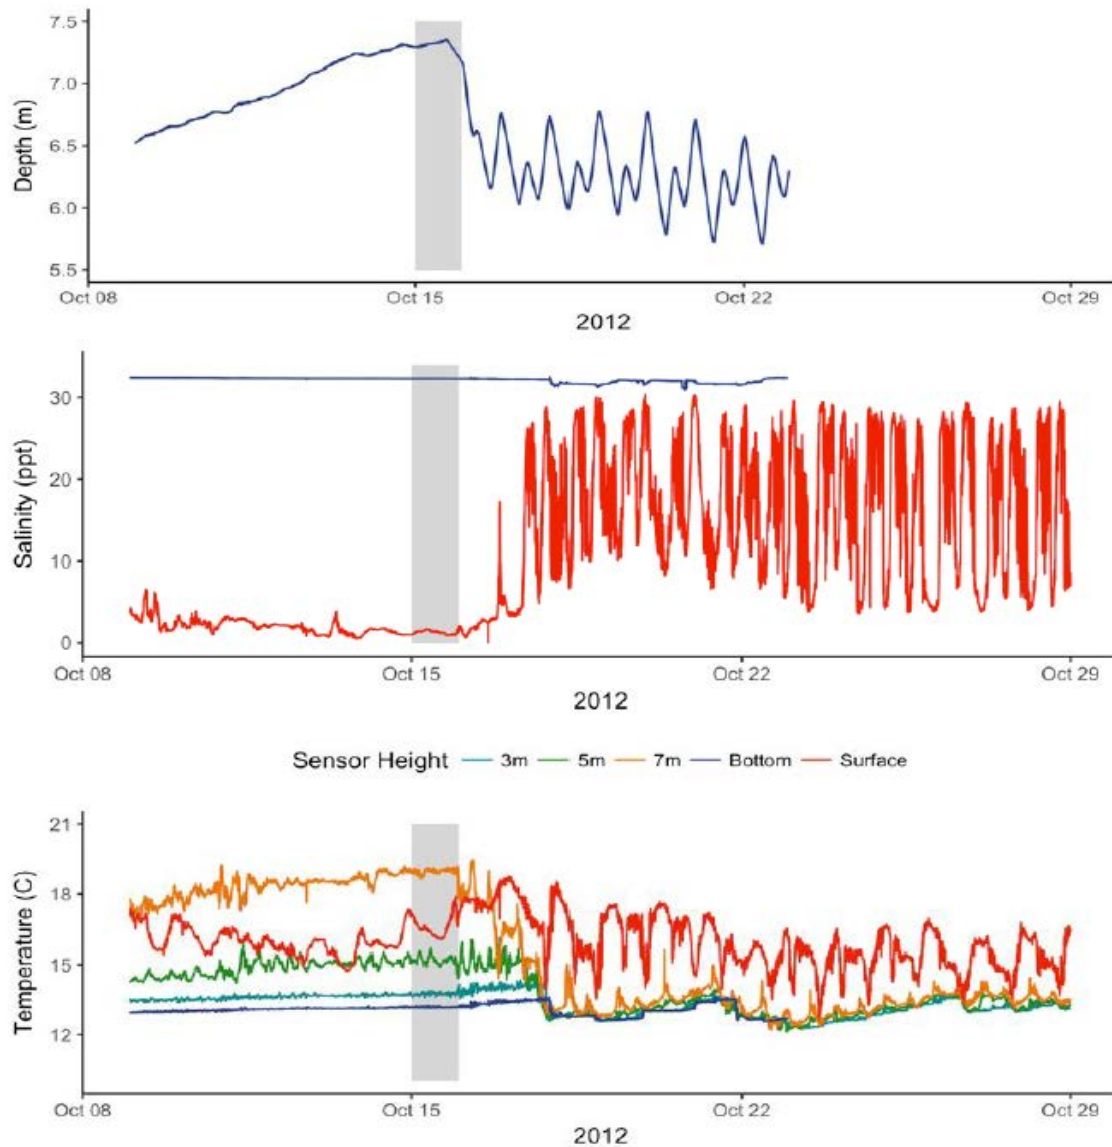 7.5
7.0
6.5
6.0
5.5
Depth (m)
Oct 08 Oct 15 Oct 22 Oct 29
2012
30
20
10
0
Salinity (ppt)
Oct 08 Oct 15 Oct 22 Oct 29
2012
Sensor Height 3m 5m 7m Bottom Surface
21
18
15
12
Temperature (C)
Oct 08 Oct 15 Oct 22 Oct 29
2012